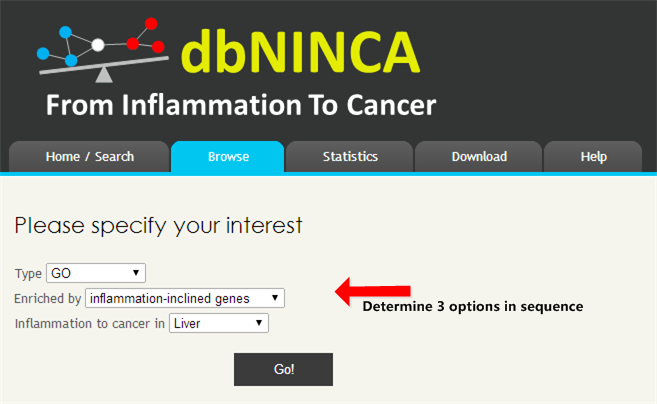 dbNINCA
From Inflammation To Cancer
Home / Search Browse Statistics Download Help
Please specify your interest
Type GO
Enriched by inflammation-inclined genes
Determine 3 options in sequence
Inflammation to cancer in Liver
Go!